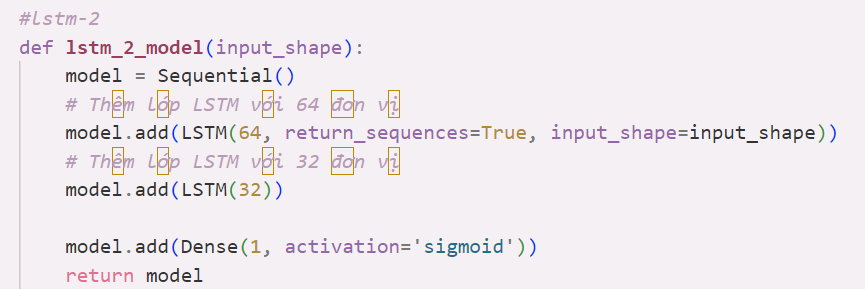 #lstm-2
def lstm_2_model(input_shape):
model = Sequential()
# Thêm lớp LSTM với 64 đơn vị
model.add(LSTM(64, return_sequences=True, input_shape=input_shape))
# Thêm lớp LSTM với 32 đơn vị
model.add(LSTM(32))
model.add(Dense(1, activation='sigmoid'))
return model